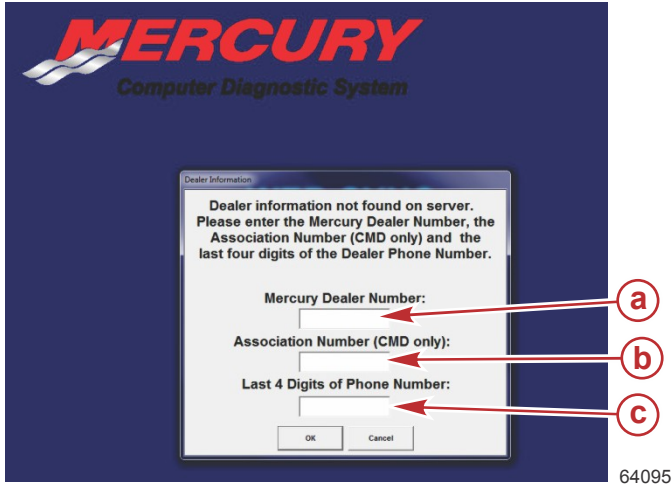 MERCURY
Computer Diagnostic System
Dealer Information
Dealer information not found on server.
Please enter the Mercury Dealer Number, the
Association Number (CMD only) and the
last four digits of the Dealer Phone Number.
Mercury Dealer Number:
a
Association Number (CMD only):
b
Last 4 Digits of Phone Number:
c
OK
Cancel
64095